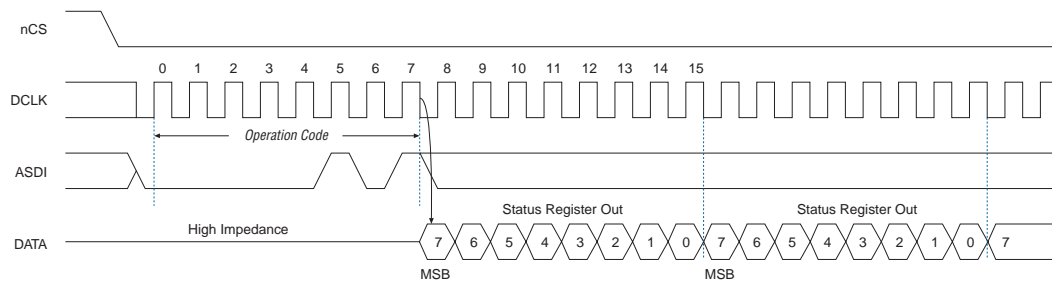 nCS
0 1 2 3 4 5 6 7 8 9 10 11 12 13 14 15
DCLK
Operation Code
ASDI
High Impedance
Status Register Out
Status Register Out
DATA
7 6 5 4 3 2 1 0 7 6 5 4 3 2 1 0 7
MSB
MSB